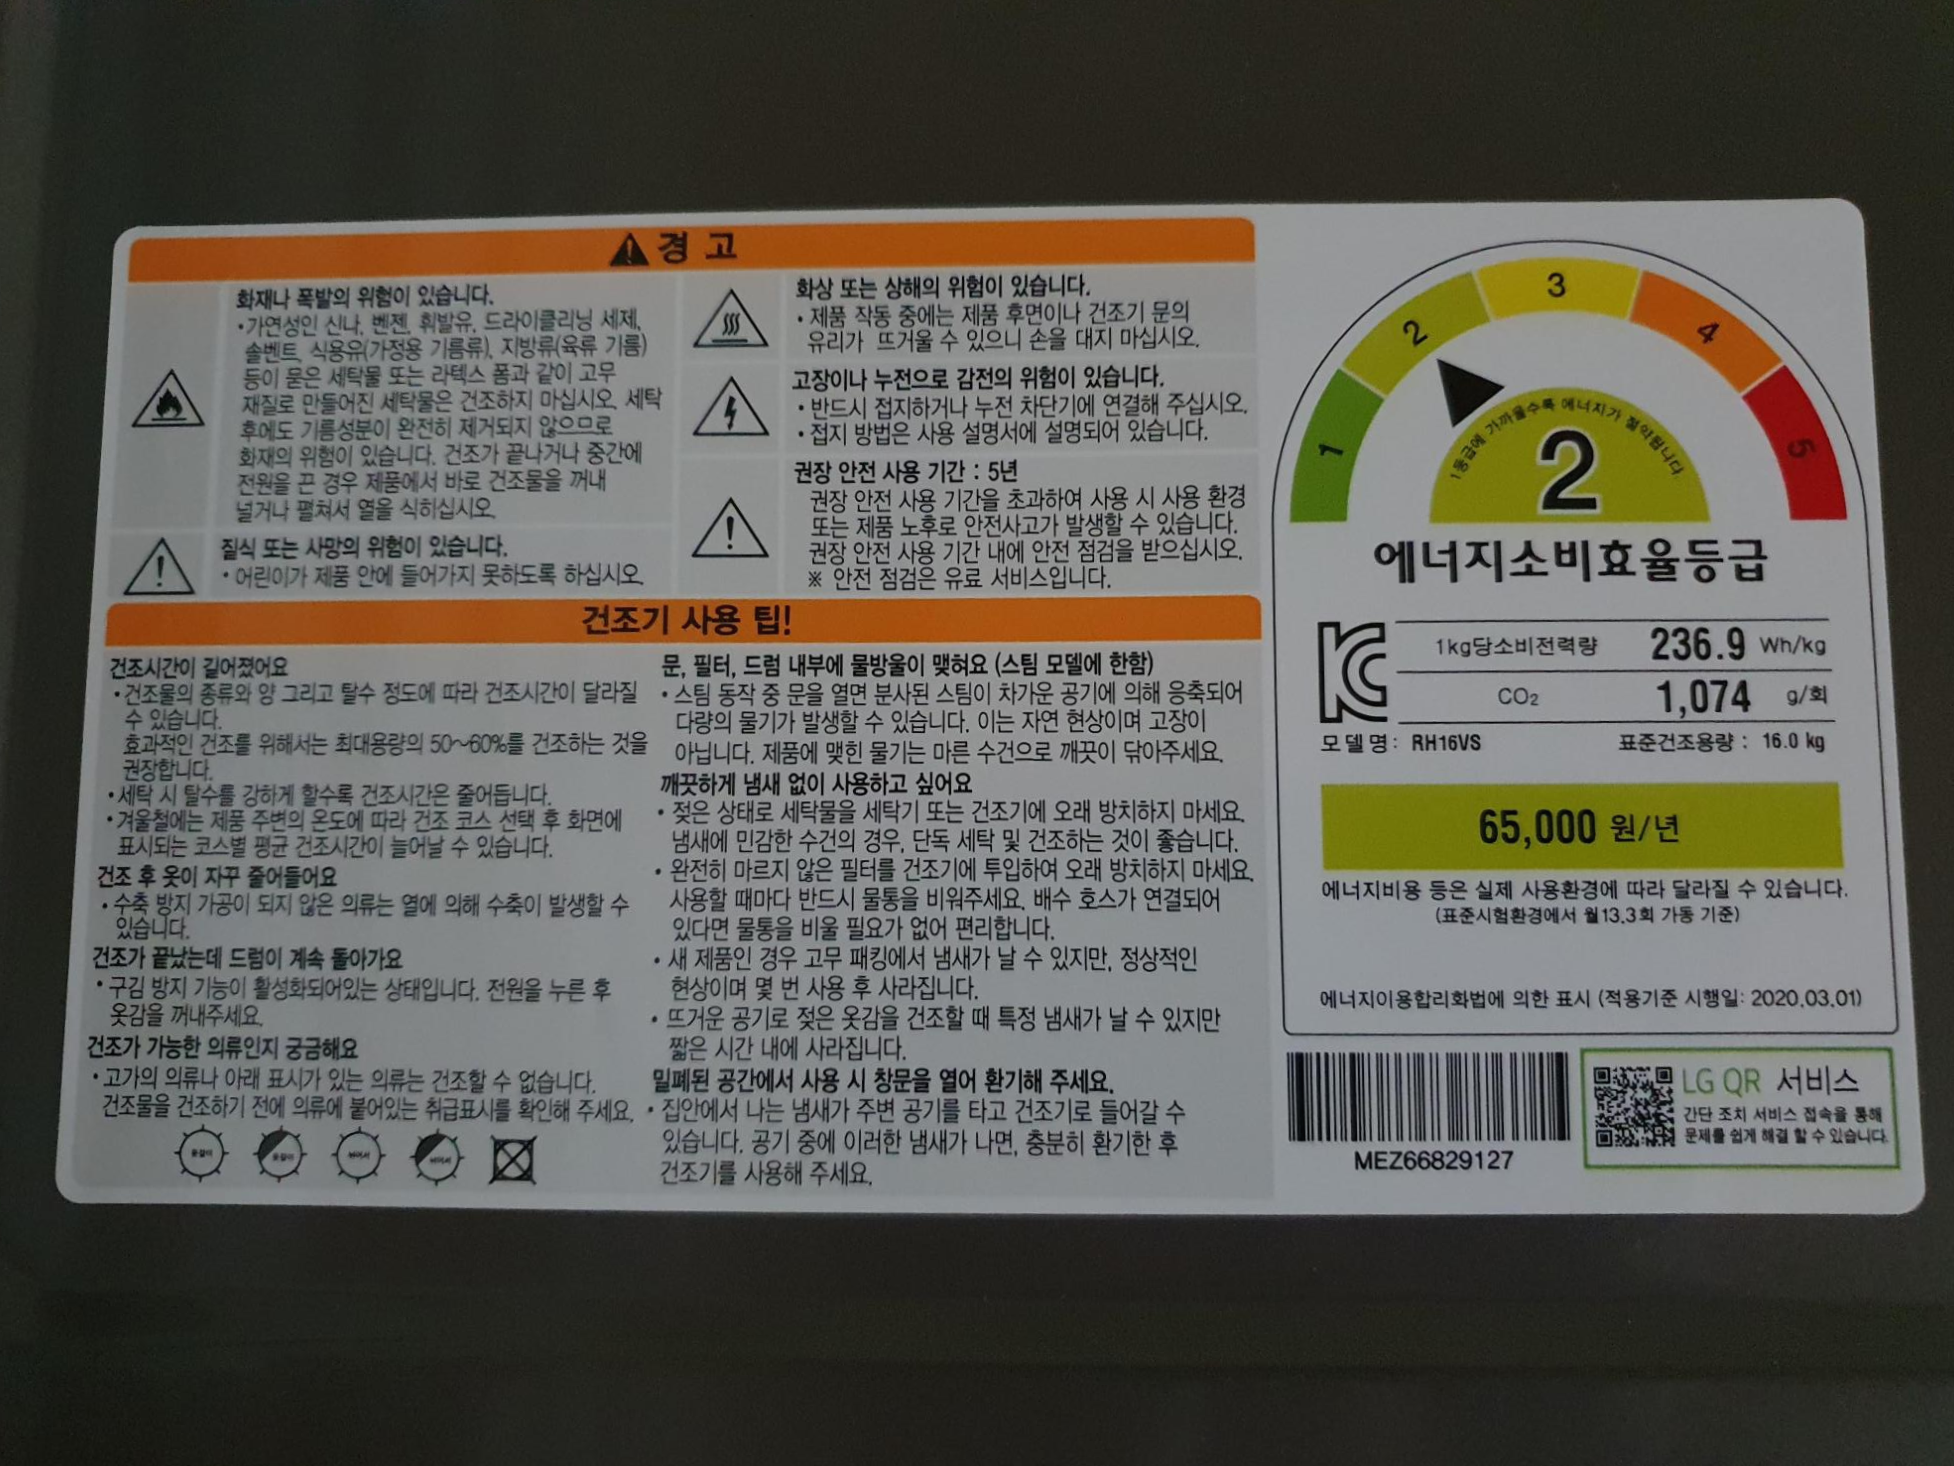 경 고
화재나 폭발의 위험이 있습니다.
•가연성인 신나, 벤젠, 휘발유, 드라이클리닝 세제,
솔벤트, 식용유(가정용 기름류), 지방류(육류 기름)
등이 묻은 세탁물 또는 라텍스 폼과 같이 고무
재질로 만들어진 세탁물은 건조하지 마십시오. 세탁
후에도 기름성분이 완전히 제거되지 않으므로
화재의 위험이 있습니다. 건조가 끝나거나 중간에
전원을 끈 경우 제품에서 바로 건조물을 꺼내
널거나 펼쳐서 열을 식히십시오.
질식 또는 사망의 위험이 있습니다.
• 어린이가 제품 안에 들어가지 못하도록 하십시오.
화상 또는 상해의 위험이 있습니다.
• 제품 작동 중에는 제품 후면이나 건조기 문의
유리가 뜨거울 수 있으니 손을 대지 마십시오.
고장이나 누전으로 감전의 위험이 있습니다.
• 반드시 접지하거나 누전 차단기에 연결해 주십시오.
• 접지 방법은 사용 설명서에 설명되어 있습니다.
권장 안전 사용 기간 : 5년
권장 안전 사용 기간을 초과하여 사용 시 사용 환경
또는 제품 노후로 안전사고가 발생할 수 있습니다.
권장 안전 사용 기간 내에 안전 점검을 받으십시오.
※ 안전 점검은 유료 서비스입니다.
건조기 사용 팁!
건조시간이 길어졌어요
•건조물의 종류와 양 그리고 탈수 정도에 따라 건조시간이 달라질
수 있습니다.
효과적인 건조를 위해서는 최대용량의 50~60%를 건조하는 것을
권장합니다.
•세탁 시 탈수를 강하게 할수록 건조시간은 줄어듭니다.
•겨울철에는 제품 주변의 온도에 따라 건조 코스 선택 후 화면에
표시되는 코스별 평균 건조시간이 늘어날 수 있습니다.
건조 후 옷이 자꾸 줄어들어요
•수축 방지 가공이 되지 않은 의류는 열에 의해 수축이 발생할 수
있습니다.
건조가 끝났는데 드럼이 계속 돌아가요
•구김 방지 기능이 활성화되어있는 상태입니다. 전원을 누른 후
옷감을 꺼내주세요.
건조가 가능한 의류인지 궁금해요
•고가의 의류나 아래 표시가 있는 의류는 건조할 수 없습니다.
건조물을 건조하기 전에 의류에 붙어있는 취급표시를 확인해 주세요.
옷걸이
옷걸이
뉘어서
뉘어서
문, 필터, 드럼 내부에 물방울이 맺혀요 (스팀 모델에 한함)
• 스팀 동작 중 문을 열면 분사된 스팀이 차가운 공기에 의해 응축되어
다량의 물기가 발생할 수 있습니다. 이는 자연 현상이며 고장이
아닙니다. 제품에 맺힌 물기는 마른 수건으로 깨끗이 닦아주세요.
깨끗하게 냄새 없이 사용하고 싶어요
• 젖은 상태로 세탁물을 세탁기 또는 건조기에 오래 방치하지 마세요.
냄새에 민감한 수건의 경우, 단독 세탁 및 건조하는 것이 좋습니다.
• 완전히 마르지 않은 필터를 건조기에 투입하여 오래 방치하지 마세요.
사용할 때마다 반드시 물통을 비워주세요. 배수 호스가 연결되어
있다면 물통을 비울 필요가 없어 편리합니다.
• 새 제품인 경우 고무 패킹에서 냄새가 날 수 있지만, 정상적인
현상이며 몇 번 사용 후 사라집니다.
• 뜨거운 공기로 젖은 옷감을 건조할 때 특정 냄새가 날 수 있지만
짧은 시간 내에 사라집니다.
밀폐된 공간에서 사용 시 창문을 열어 환기해 주세요.
• 집안에서 나는 냄새가 주변 공기를 타고 건조기로 들어갈 수
있습니다. 공기 중에 이러한 냄새가 나면, 충분히 환기한 후
건조기를 사용해 주세요.
1 2 3 4 5
1등급에 가까울수록 에너지가 절약됩니다
2
에너지소비효율등급
1kg당소비전력량 236.9 Wh/kg
CO₂ 1,074 g/회
모델명: RH16VS 표준건조용량 : 16.0 kg
65,000 원/년
에너지비용 등은 실제 사용환경에 따라 달라질 수 있습니다.
(표준시험환경에서 월13.3회 가동 기준)
에너지이용합리화법에 의한 표시 (적용기준 시행일: 2020.03.01)
MEZ66829127
LG QR 서비스
간단 조치 서비스 접속을 통해
문제를 쉽게 해결 할 수 있습니다.